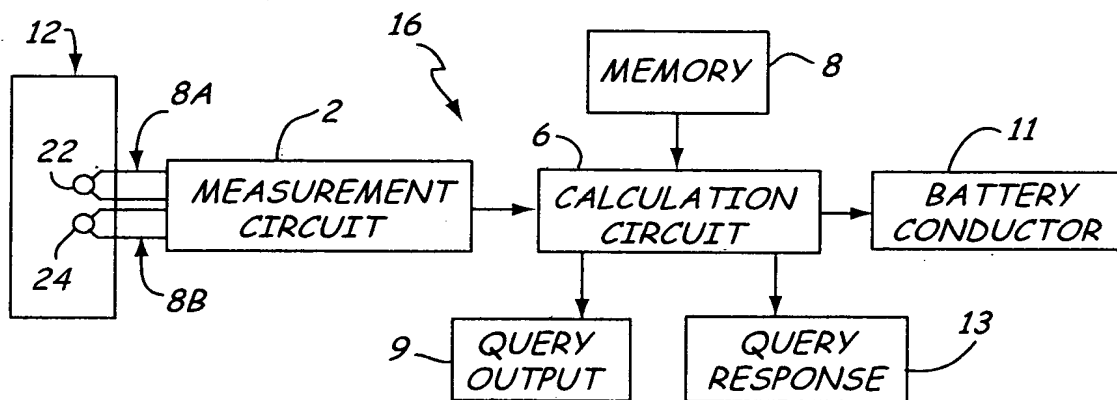 12
16
MEMORY
8
8A
2
6
11
22
MEASUREMENT
CIRCUIT
CALCULATION
CIRCUIT
BATTERY
CONDUCTOR
24
8B
9
QUERY
OUTPUT
QUERY
RESPONSE
13